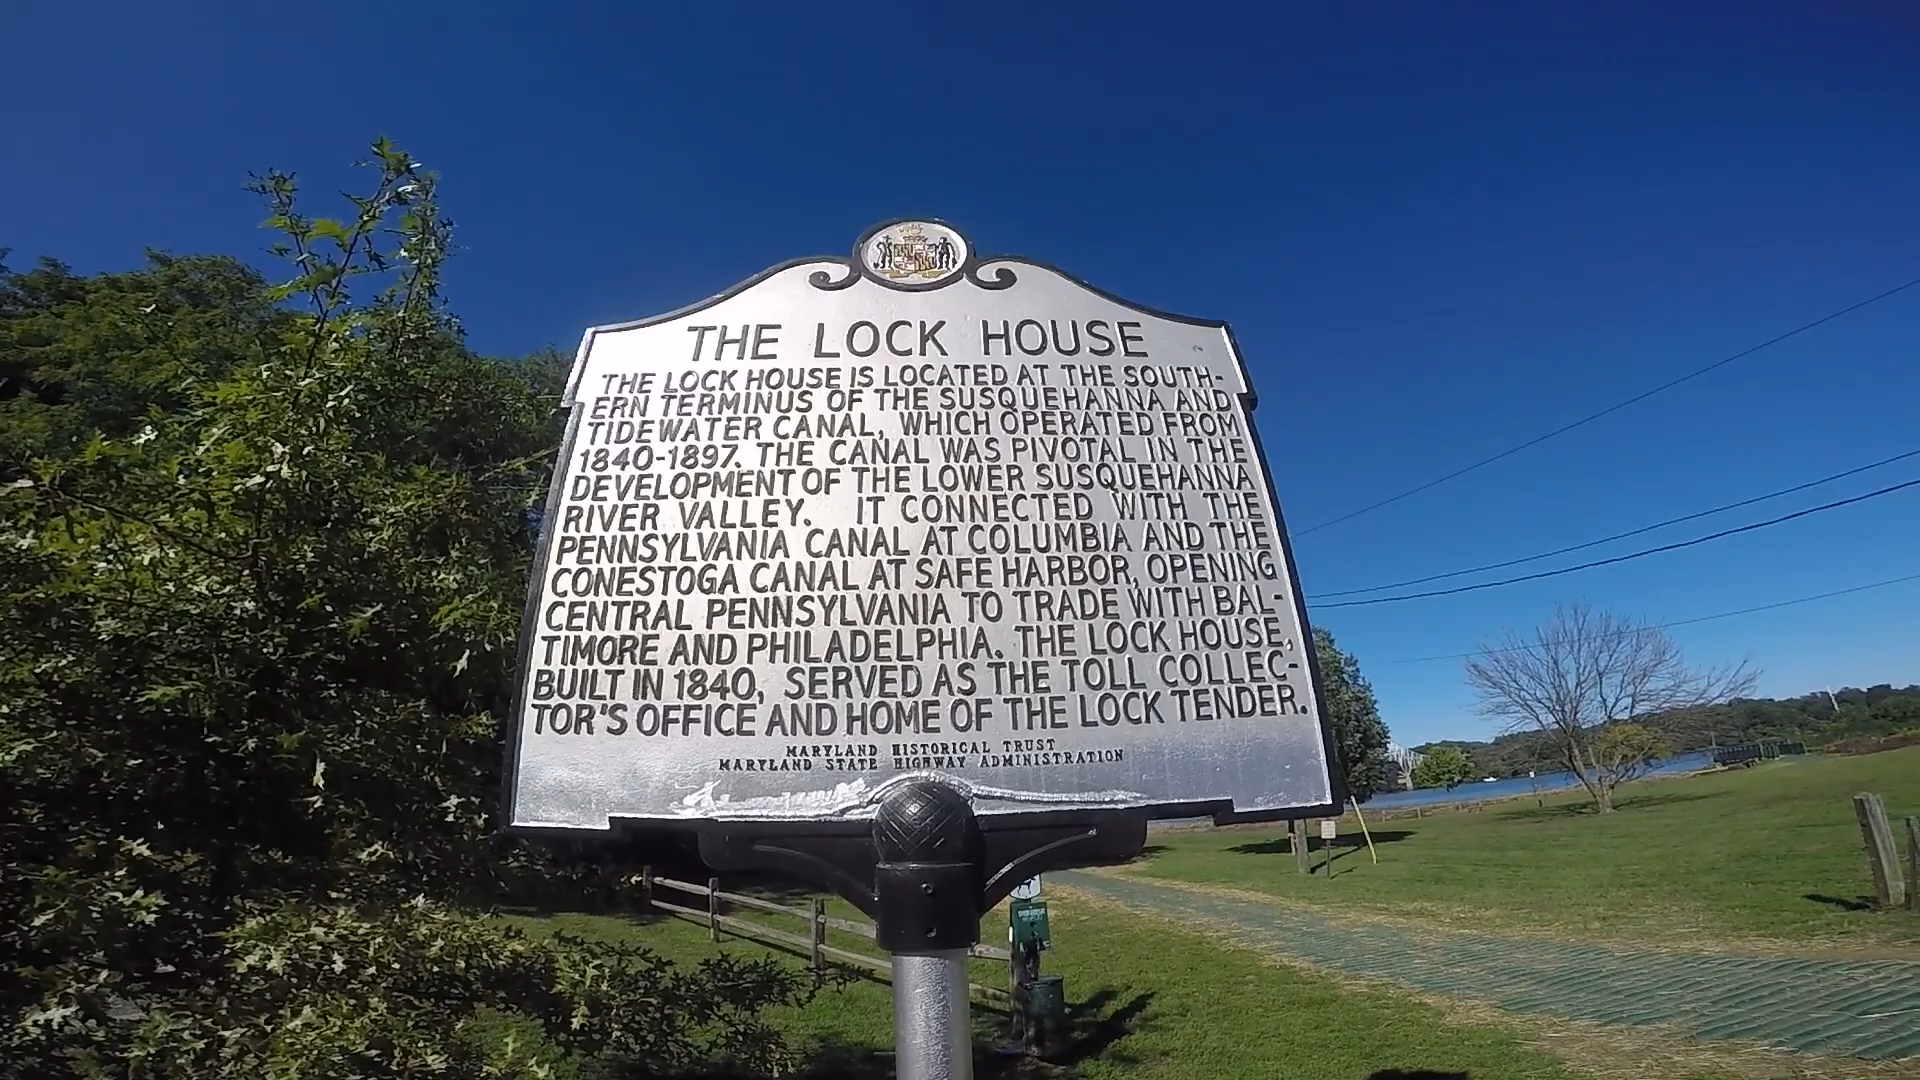 THE LOCK HOUSE
THE LOCK HOUSE IS LOCATED AT THE SOUTH-
ERN TERMINUS OF THE SUSQUEHANNA AND
TIDEWATER CANAL, WHICH OPERATED FROM
1840-1897. THE CANAL WAS PIVOTAL IN THE
DEVELOPMENT OF THE LOWER SUSQUEHANNA
RIVER VALLEY. IT CONNECTED WITH THE
PENNSYLVANIA CANAL AT COLUMBIA AND THE
CONESTOGA CANAL AT SAFE HARBOR, OPENING
CENTRAL PENNSYLVANIA TO TRADE WITH BAL-
TIMORE AND PHILADELPHIA. THE LOCK HOUSE,
BUILT IN 1840, SERVED AS THE TOLL COLLEC-
TOR'S OFFICE AND HOME OF THE LOCK TENDER.
MARYLAND HISTORICAL TRUST
MARYLAND STATE HIGHWAY ADMINISTRATION